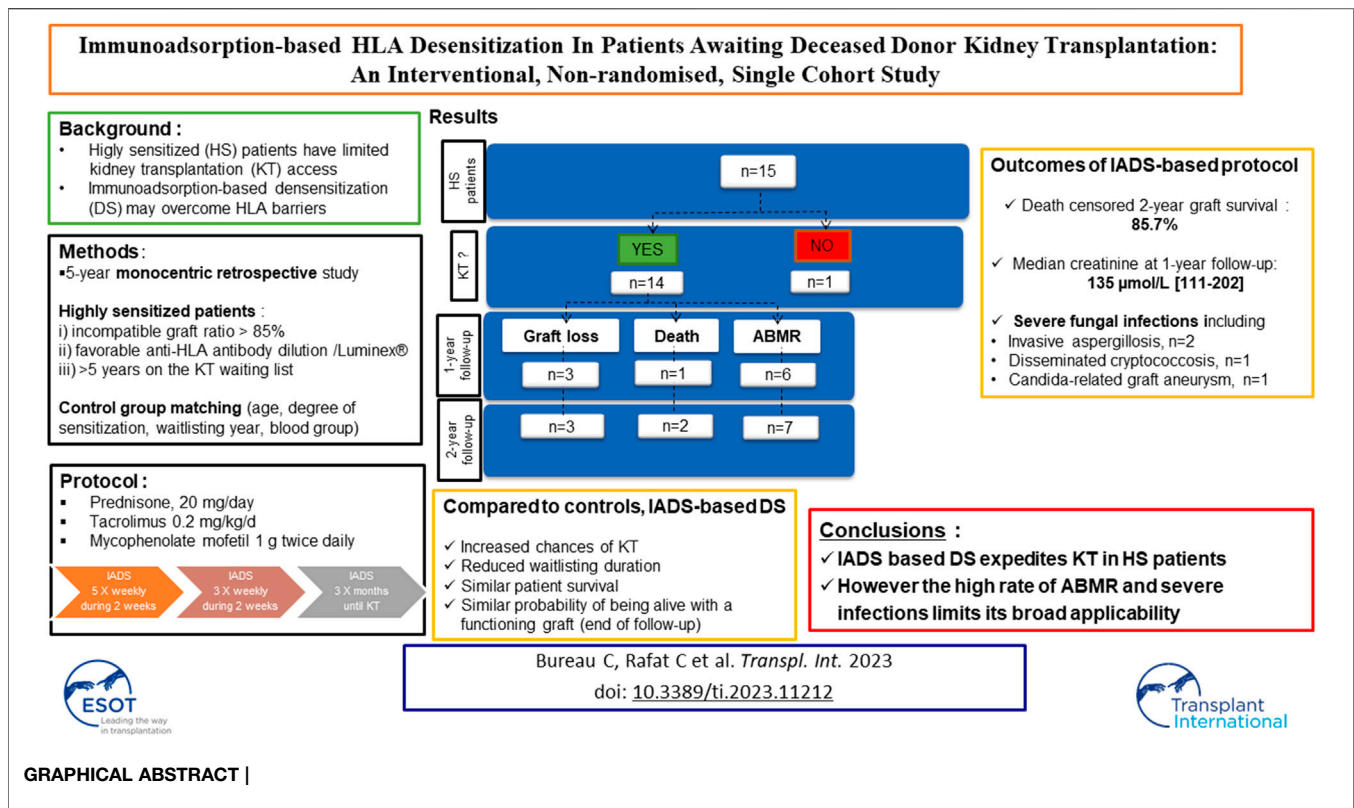 Immunoadsorption-based HLA Desensitization In Patients Awaiting Deceased Donor Kidney Transplantation:
An Interventional, Non-randomised, Single Cohort Study
Background :
• Higly sensitized (HS) patients have limited
kidney transplantation (KT) access
• Immunoadsorption-based densensitization
(DS) may overcome HLA barriers
Methods :
▪5-year monocentric retrospective study
Highly sensitized patients :
i) incompatible graft ratio > 85%
ii) favorable anti-HLA antibody dilution /Luminex®
iii) >5 years on the KT waiting list
Control group matching (age, degree of
sensitization, waitlisting year, blood group)
Protocol :
▪ Prednisone, 20 mg/day
▪ Tacrolimus 0.2 mg/kg/d
▪ Mycophenolate mofetil 1 g twice daily
IADS
5 X weekly
during 2 weeks
IADS
3 X weekly
during 2 weeks
IADS
3 X months
until KT
Results
HS
patients
n=15
KT ?
YES
NO
n=14
n=1
1-year
follow-up
Graft loss
Death
ABMR
n=3
n=1
n=6
2-year
follow-up
n=3
n=2
n=7
Compared to controls, IADS-based DS
✓ Increased chances of KT
✓ Reduced waitlisting duration
✓ Similar patient survival
✓ Similar probability of being alive with a
functioning graft (end of follow-up)
Outcomes of IADS-based protocol
✓ Death censored 2-year graft survival :
85.7%
✓ Median creatinine at 1-year follow-up:
135 µmol/L [111-202]
✓ Severe fungal infections including
• Invasive aspergillosis, n=2
• Disseminated cryptococcosis, n=1
• Candida-related graft aneurysm, n=1
Conclusions :
✓ IADS based DS expedites KT in HS patients
✓ However the high rate of ABMR and severe
infections limits its broad applicability
Bureau C, Rafat C et al. Transpl. Int. 2023
doi: 10.3389/ti.2023.11212
ESOT
Leading the way
in transplantation
Transplant
International
GRAPHICAL ABSTRACT |